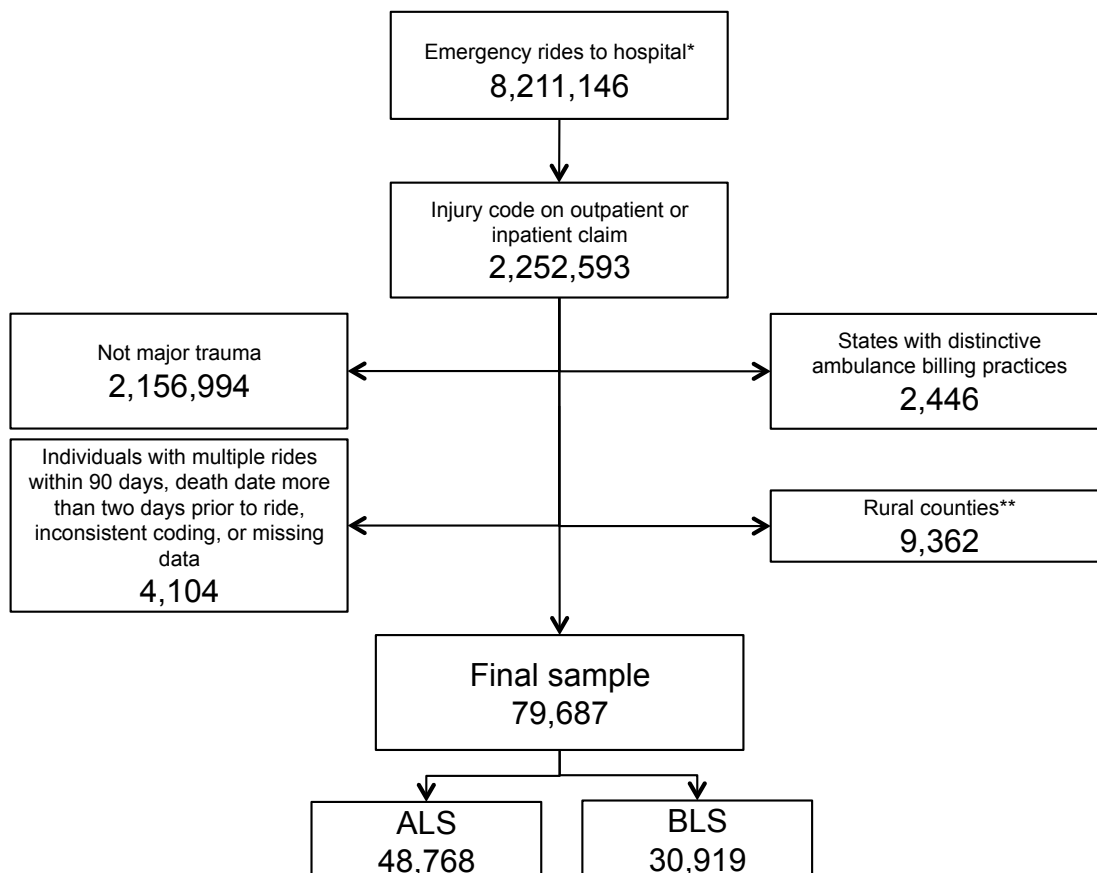 Emergency rides to hospital*
8,211,146
Injury code on outpatient or
inpatient claim
2,252,593
Not major trauma
2,156,994
States with distinctive
ambulance billing practices
2,446
Individuals with multiple rides
within 90 days, death date more
than two days prior to ride,
inconsistent coding, or missing
data
4,104
Rural counties**
9,362
Final sample
79,687
ALS
48,768
BLS
30,919